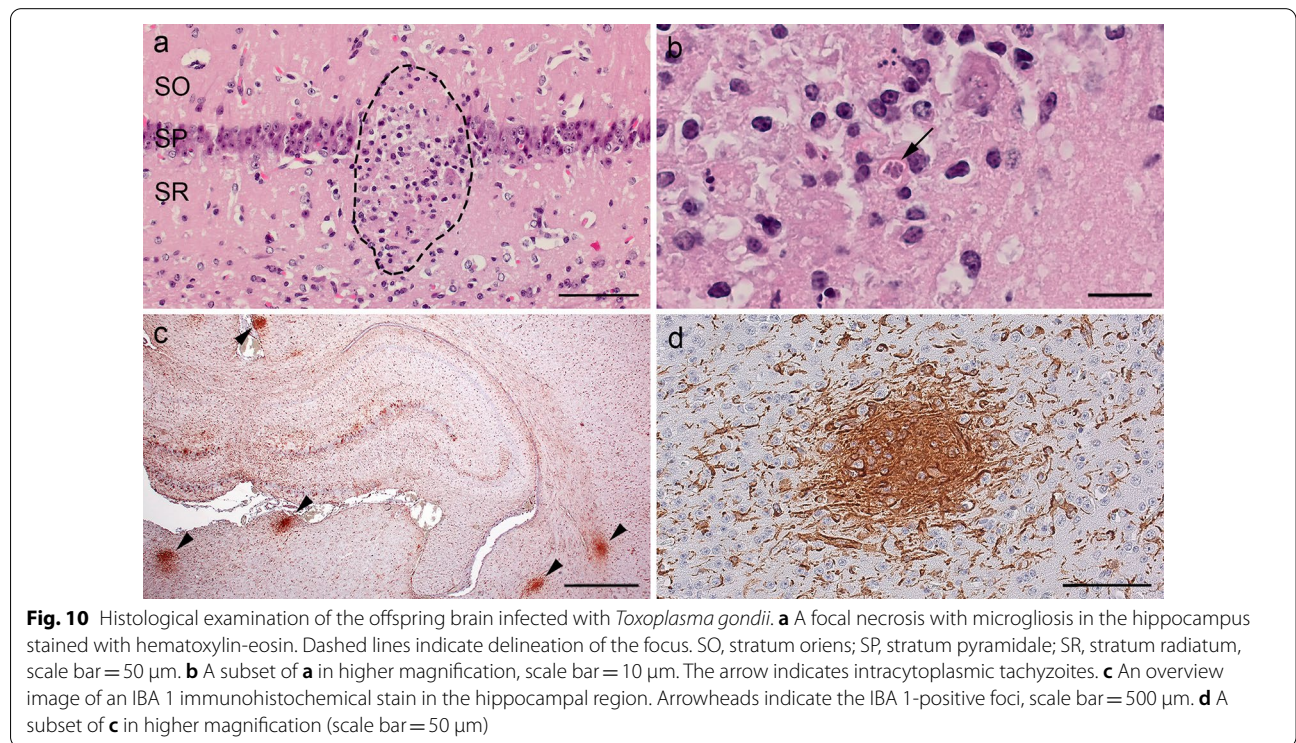 a
SO
SP
SR
b
c
d
Fig. 10 Histological examination of the offspring brain infected with Toxoplasma gondii. a A focal necrosis with microgliosis in the hippocampus
stained with hematoxylin-eosin. Dashed lines indicate delineation of the focus. SO, stratum oriens; SP, stratum pyramidale; SR, stratum radiatum,
scale bar = 50 μm. b A subset of a in higher magnification, scale bar = 10 μm. The arrow indicates intracytoplasmic tachyzoites. c An overview
image of an IBA 1 immunohistochemical stain in the hippocampal region. Arrowheads indicate the IBA 1-positive foci, scale bar = 500 μm. d A
subset of c in higher magnification (scale bar = 50 μm)